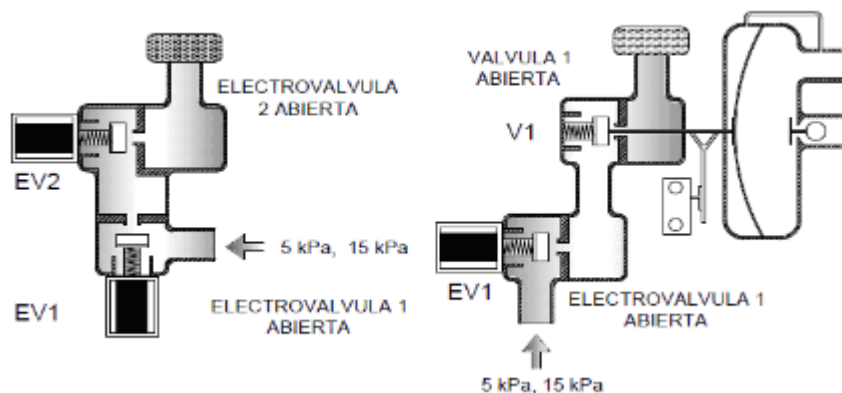 ELECTROVALVULA
2 ABIERTA
EV2
5 kPa, 15 kPa
EV1
ELECTROVALVULA 1
ABIERTA
VALVULA 1
ABIERTA
V1
EV1
ELECTROVALVULA 1
ABIERTA
5 kPa, 15 kPa